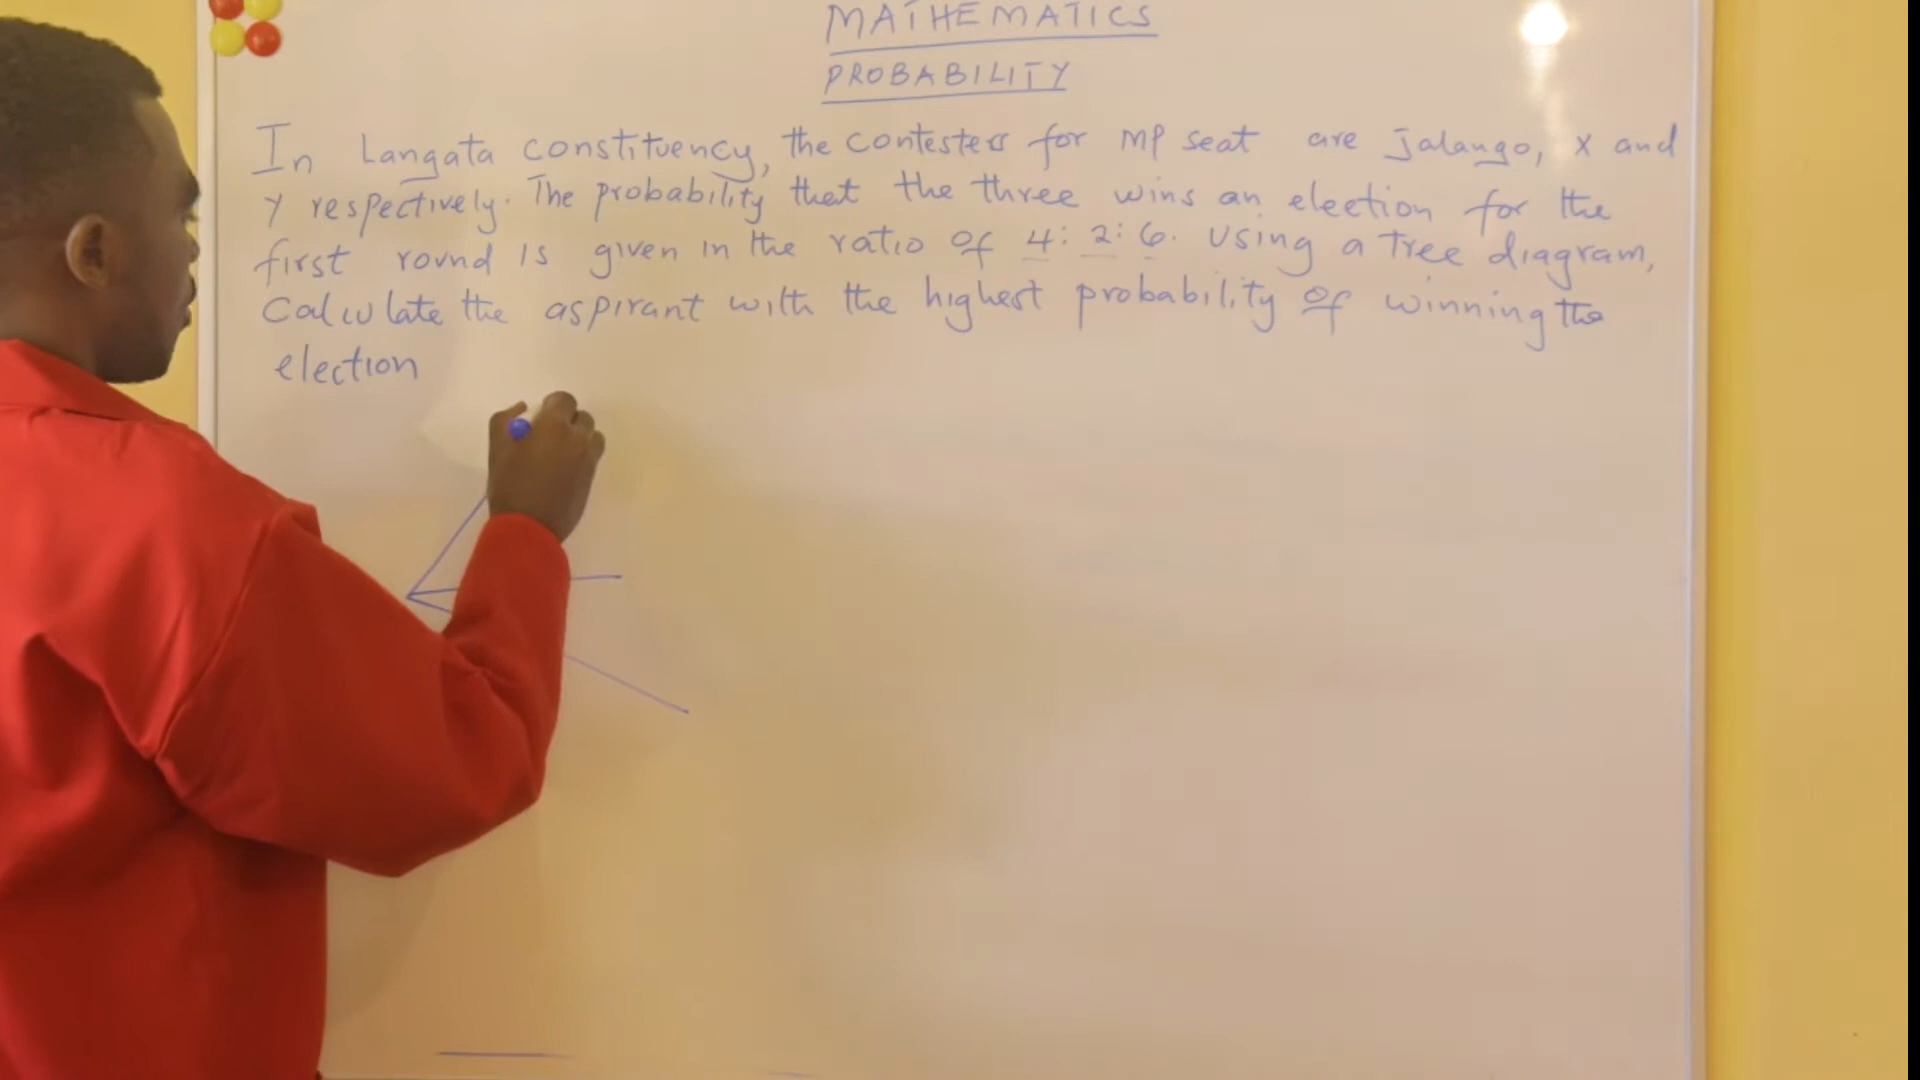 MATHEMATICS
PROBABILITY
In Langata constituency, the contesters for MP seat are Jalango, X and
Y respectively. The probability that the three wins an election for the
first round is given in the ratio of 4: 2: 6. Using a Tree diagram,
Calculate the aspirant with the highest probability of winning the
election